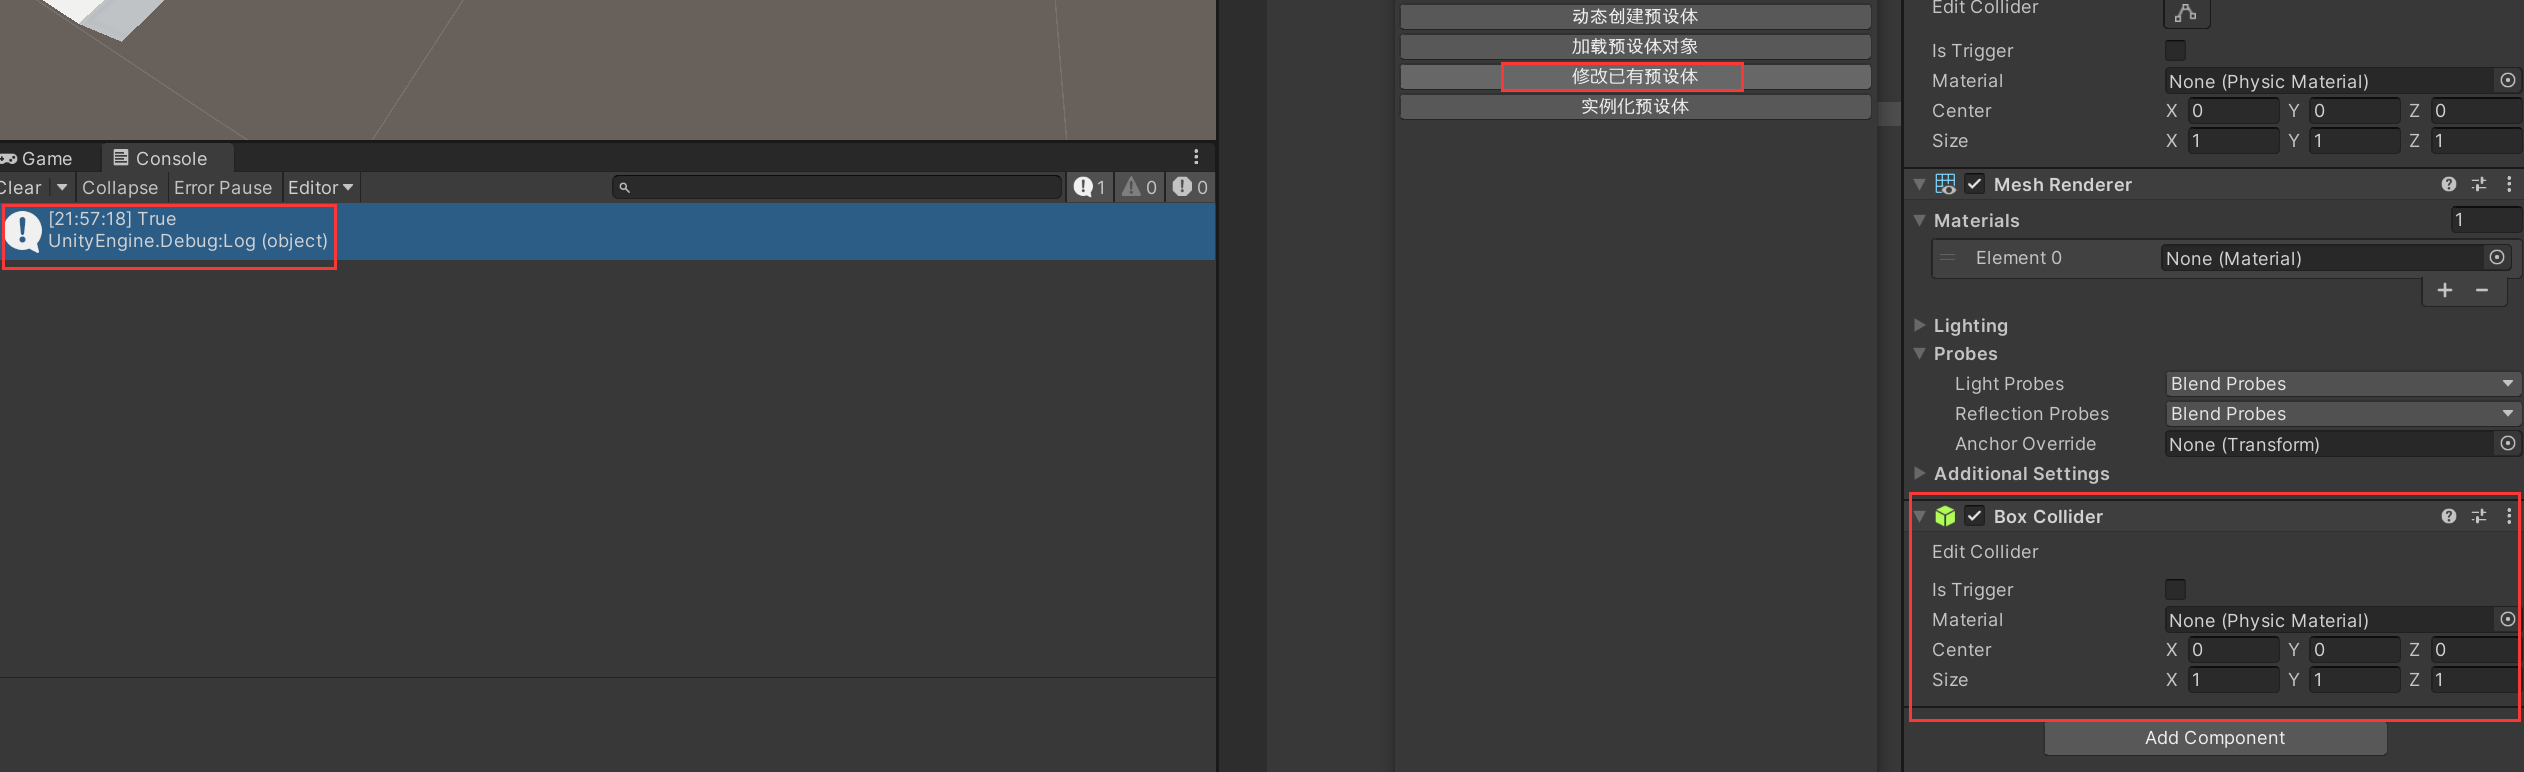 动态创建预设体
加载预设体对象
修改已有预设体
实例化预设体
Game
Console
Clear
Collapse
Error Pause
Editor
1
0
0
[21:57:18] True
UnityEngine.Debug:Log (object)
Edit Collider
Is Trigger
Material None (Physic Material)
Center X 0 Y 0 Z 0
Size X 1 Y 1 Z 1
Mesh Renderer
Materials 1
Element 0 None (Material)
+ −
Lighting
Probes
Light Probes Blend Probes
Reflection Probes Blend Probes
Anchor Override None (Transform)
Additional Settings
Box Collider
Edit Collider
Is Trigger
Material None (Physic Material)
Center X 0 Y 0 Z 0
Size X 1 Y 1 Z 1
Add Component